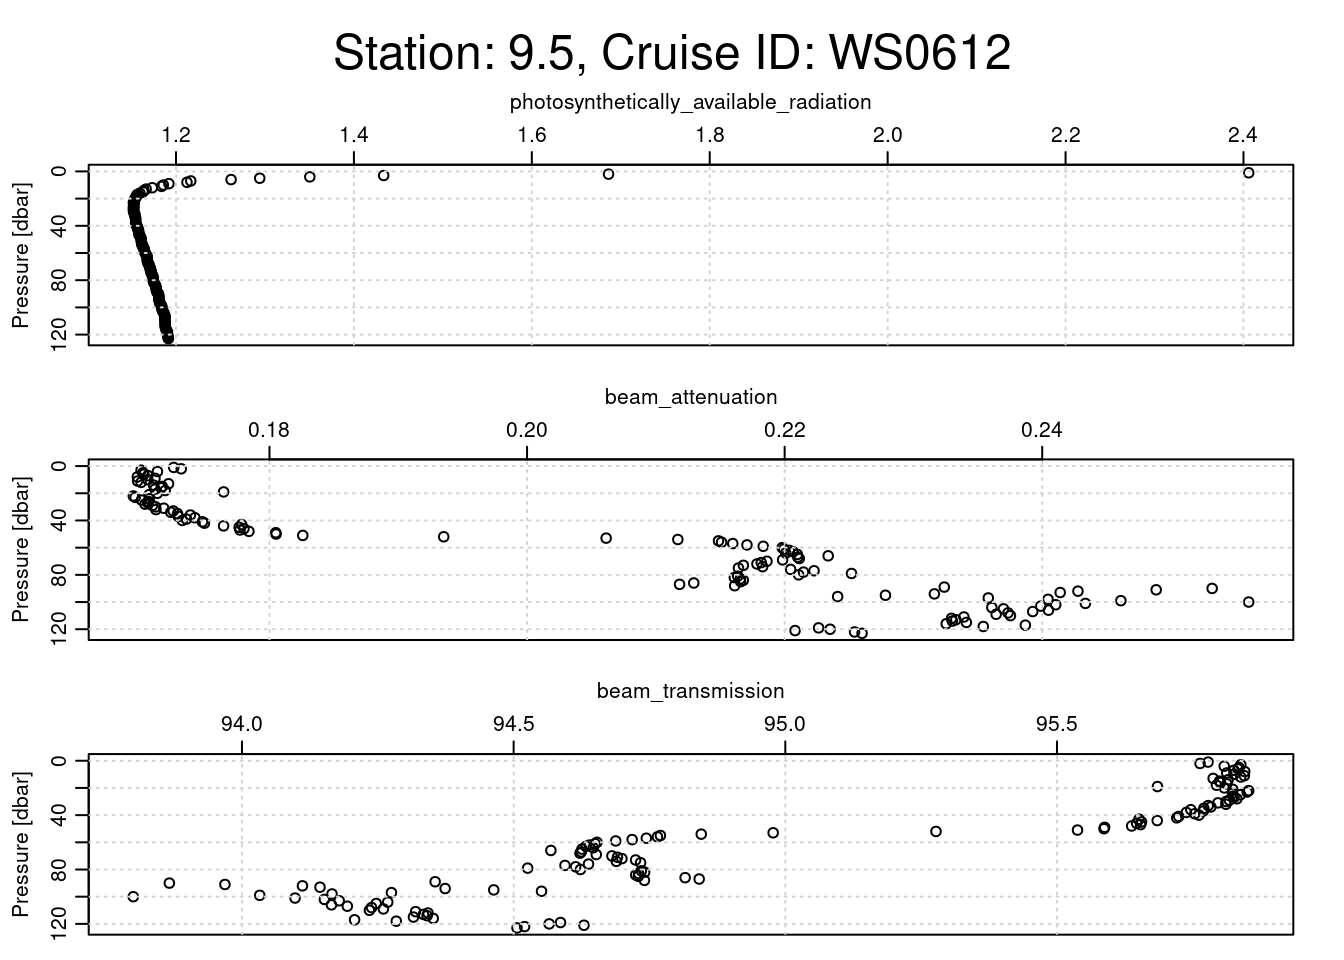 Station: 9.5, Cruise ID: WS0612
photosynthetically_available_radiation
1.2 1.4 1.6 1.8 2.0 2.2 2.4
Pressure [dbar]
0
40
80
120
beam_attenuation
0.18 0.20 0.22 0.24
Pressure [dbar]
0
40
80
120
beam_transmission
94.0 94.5 95.0 95.5
Pressure [dbar]
0
40
80
120